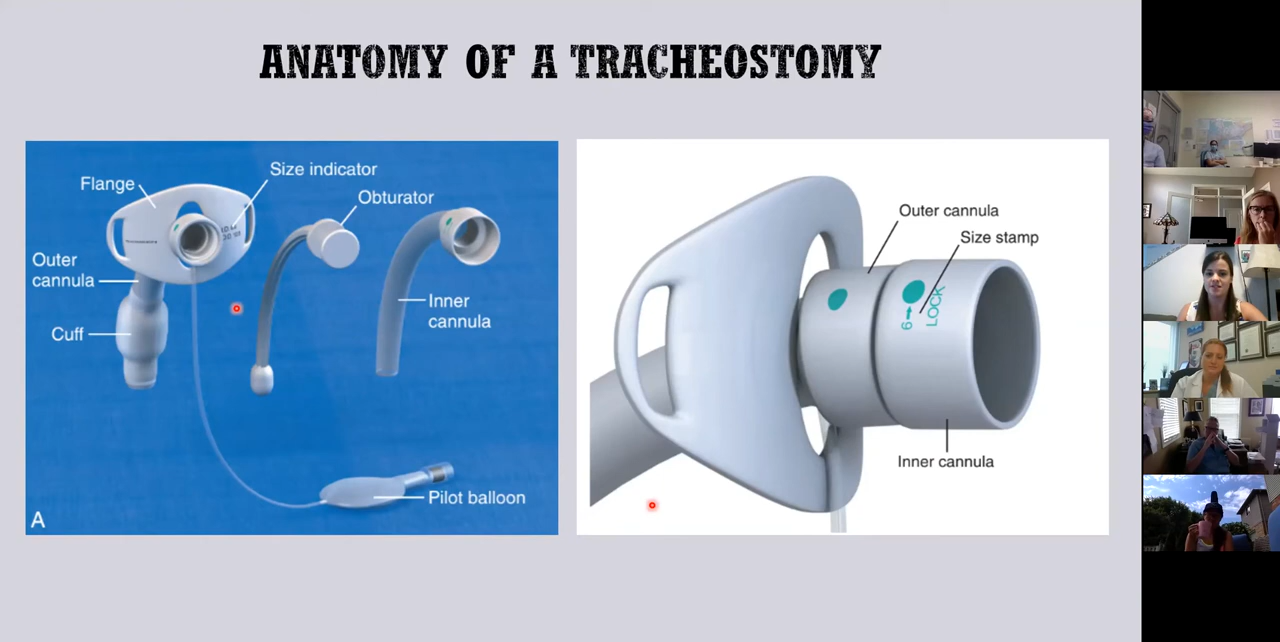 ANATOMY OF A TRACHEOSTOMY
Flange
Size indicator
Obturator
Outer
cannula
Cuff
Inner
cannula
Pilot balloon
A
Outer cannula
Size stamp
6
LOCK
Inner cannula